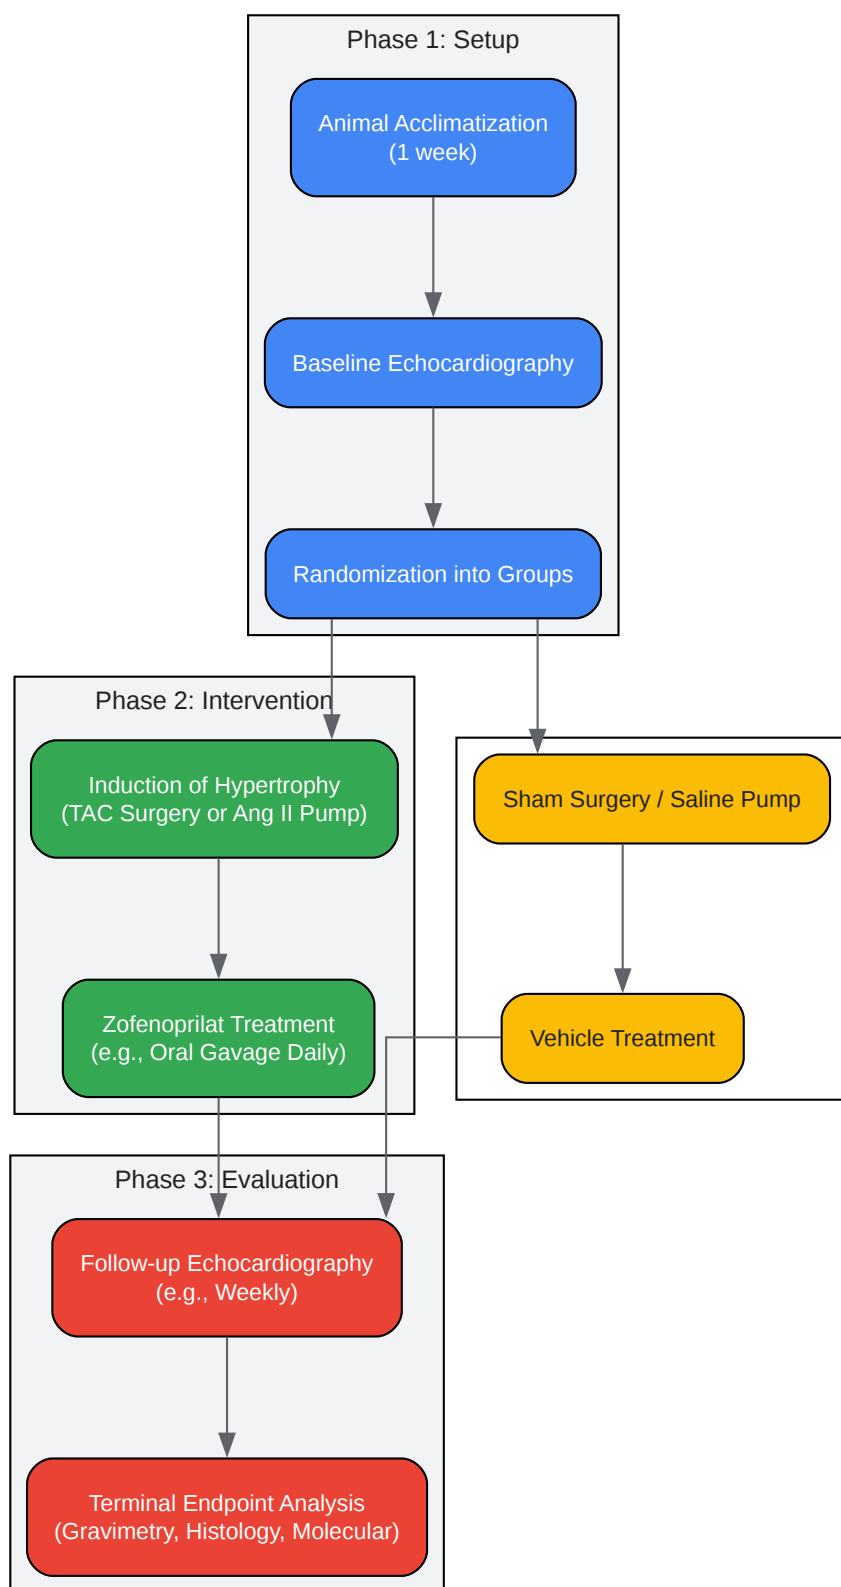 Phase 1: Setup
Animal Acclimatization
(1 week)
Baseline Echocardiography
Randomization into Groups
Phase 2: Intervention
Induction of Hypertrophy
(TAC Surgery or Ang II Pump)
Sham Surgery / Saline Pump
Zofenoprilat Treatment
(e.g., Oral Gavage Daily)
Vehicle Treatment
Phase 3: Evaluation
Follow-up Echocardiography
(e.g., Weekly)
Terminal Endpoint Analysis
(Gravimetry, Histology, Molecular)